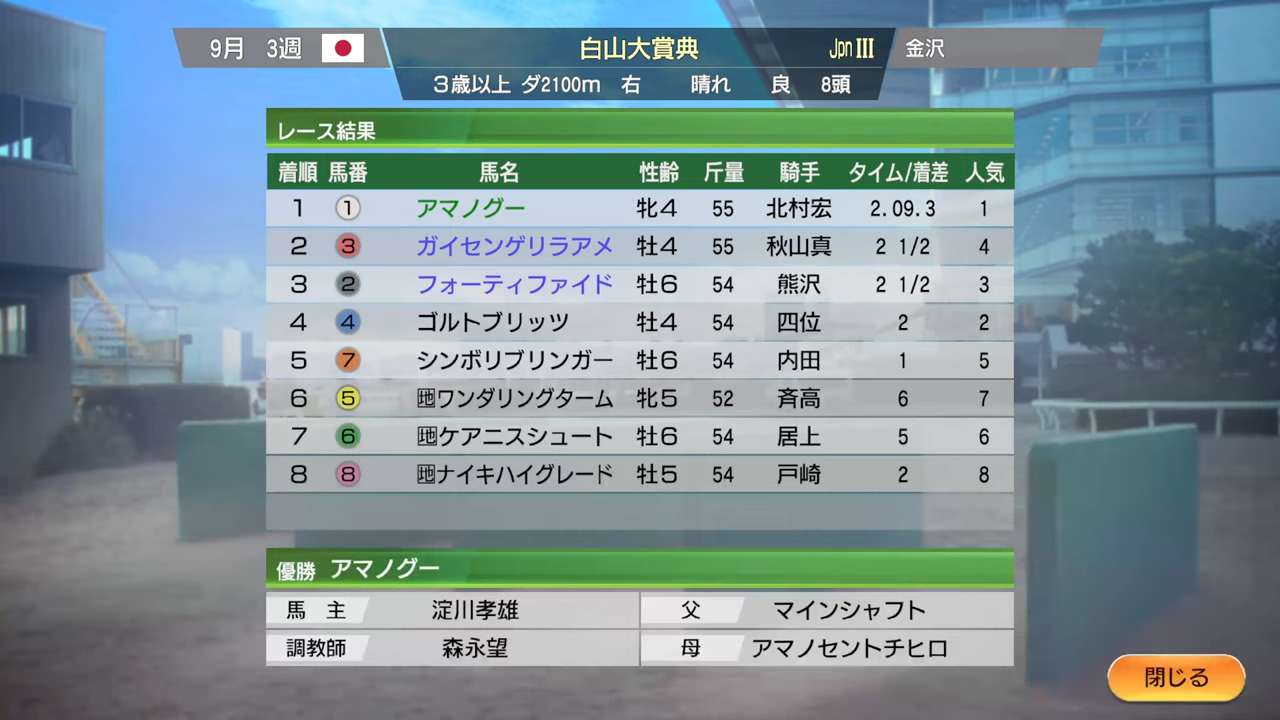 9月 3週 白山大賞典 JpnⅢ 金沢
3歳以上 ダ2100m 右 晴れ 良 8頭
レース結果
着順 馬番 馬名 性齢 斤量 騎手 タイム/着差 人気
1 1 アマノグー 牝4 55 北村宏 2.09.3 1
2 3 ガイセンゲリラアメ 牡4 55 秋山真 2 1/2 4
3 2 フォーティファイド 牡6 54 熊沢 2 1/2 3
4 4 ゴルトブリッツ 牡4 54 四位 2 2
5 7 シンボリブリンガー 牡6 54 内田 1 5
6 5 地ワンダリングターム 牝5 52 斉高 6 7
7 6 地ケアニスシュート 牡6 54 居上 5 6
8 8 地ナイキハイグレード 牡5 54 戸崎 2 8
優勝 アマノグー
馬主 淀川孝雄 父 マインシャフト
調教師 森永望 母 アマノセントチヒロ
閉じる